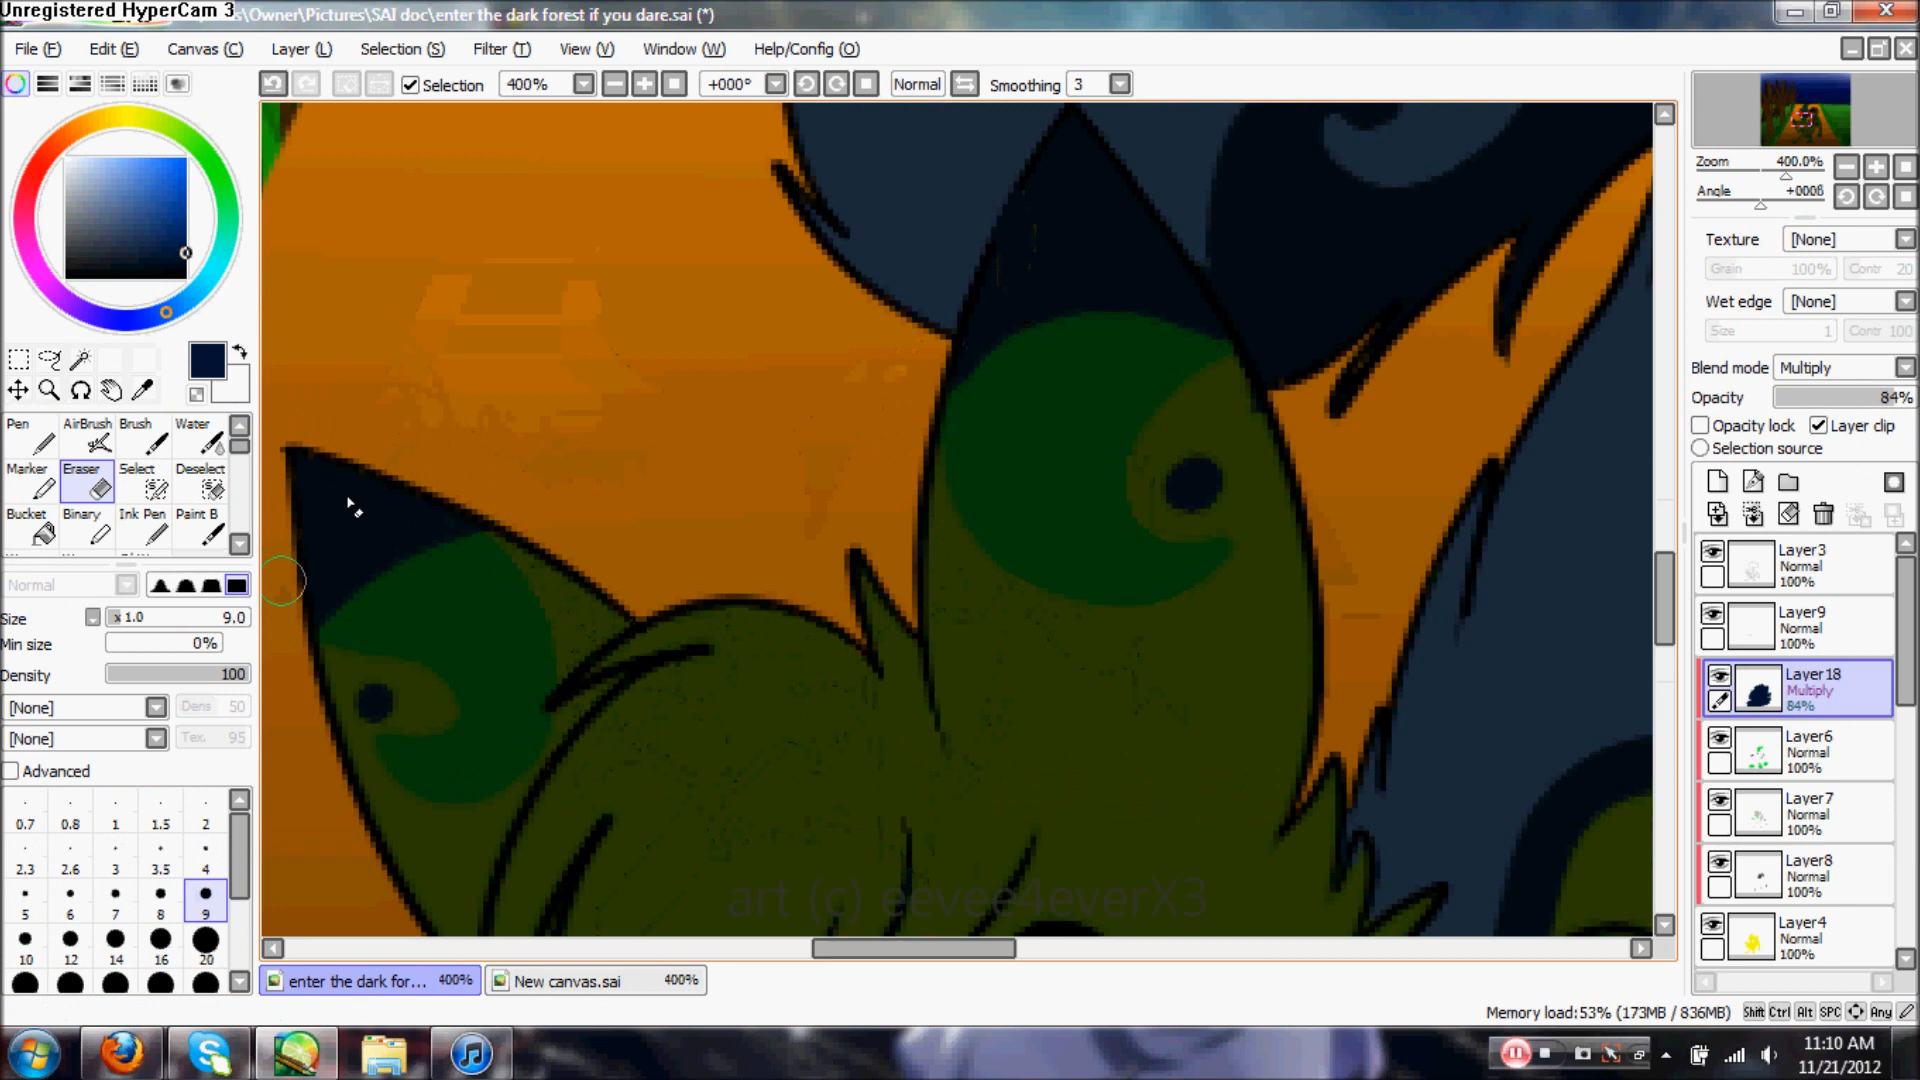 Unregistered HyperCam 3
s\Owner\Pictures\SAI doc\enter the dark forest if you dare.sai (*)
File (F) Edit (E) Canvas (C) Layer (L) Selection (S) Filter (T) View (V) Window (W) Help/Config (O)
Selection 400% +000° Normal Smoothing 3
Zoom 400.0%
Angle +000ß
Texture [None]
Grain 100% Contr 20
Wet edge [None]
Size 1 Contr 100
Blend mode Multiply
Opacity 84%
Opacity lock Layer clip
Selection source
Pen AirBrush Brush Water
Marker Eraser Select Deselect
Bucket Binary Ink Pen Paint B
Normal
Size x 1.0 9.0
Min size 0%
Density 100
[None] Dens 50
[None] Tex. 95
Advanced
0.7 0.8 1 1.5 2
2.3 2.6 3 3.5 4
5 6 7 8 9
10 12 14 16 20
Layer3
Normal
100%
Layer9
Normal
100%
Layer18
Multiply
84%
Layer6
Normal
100%
Layer7
Normal
100%
Layer8
Normal
100%
Layer4
Normal
100%
art (c) eevee4everX3
enter the dark for... 400% New canvas.sai 400%
Memory load:53% (173MB / 836MB) Shift Ctrl Alt SPC Any
11:10 AM
11/21/2012